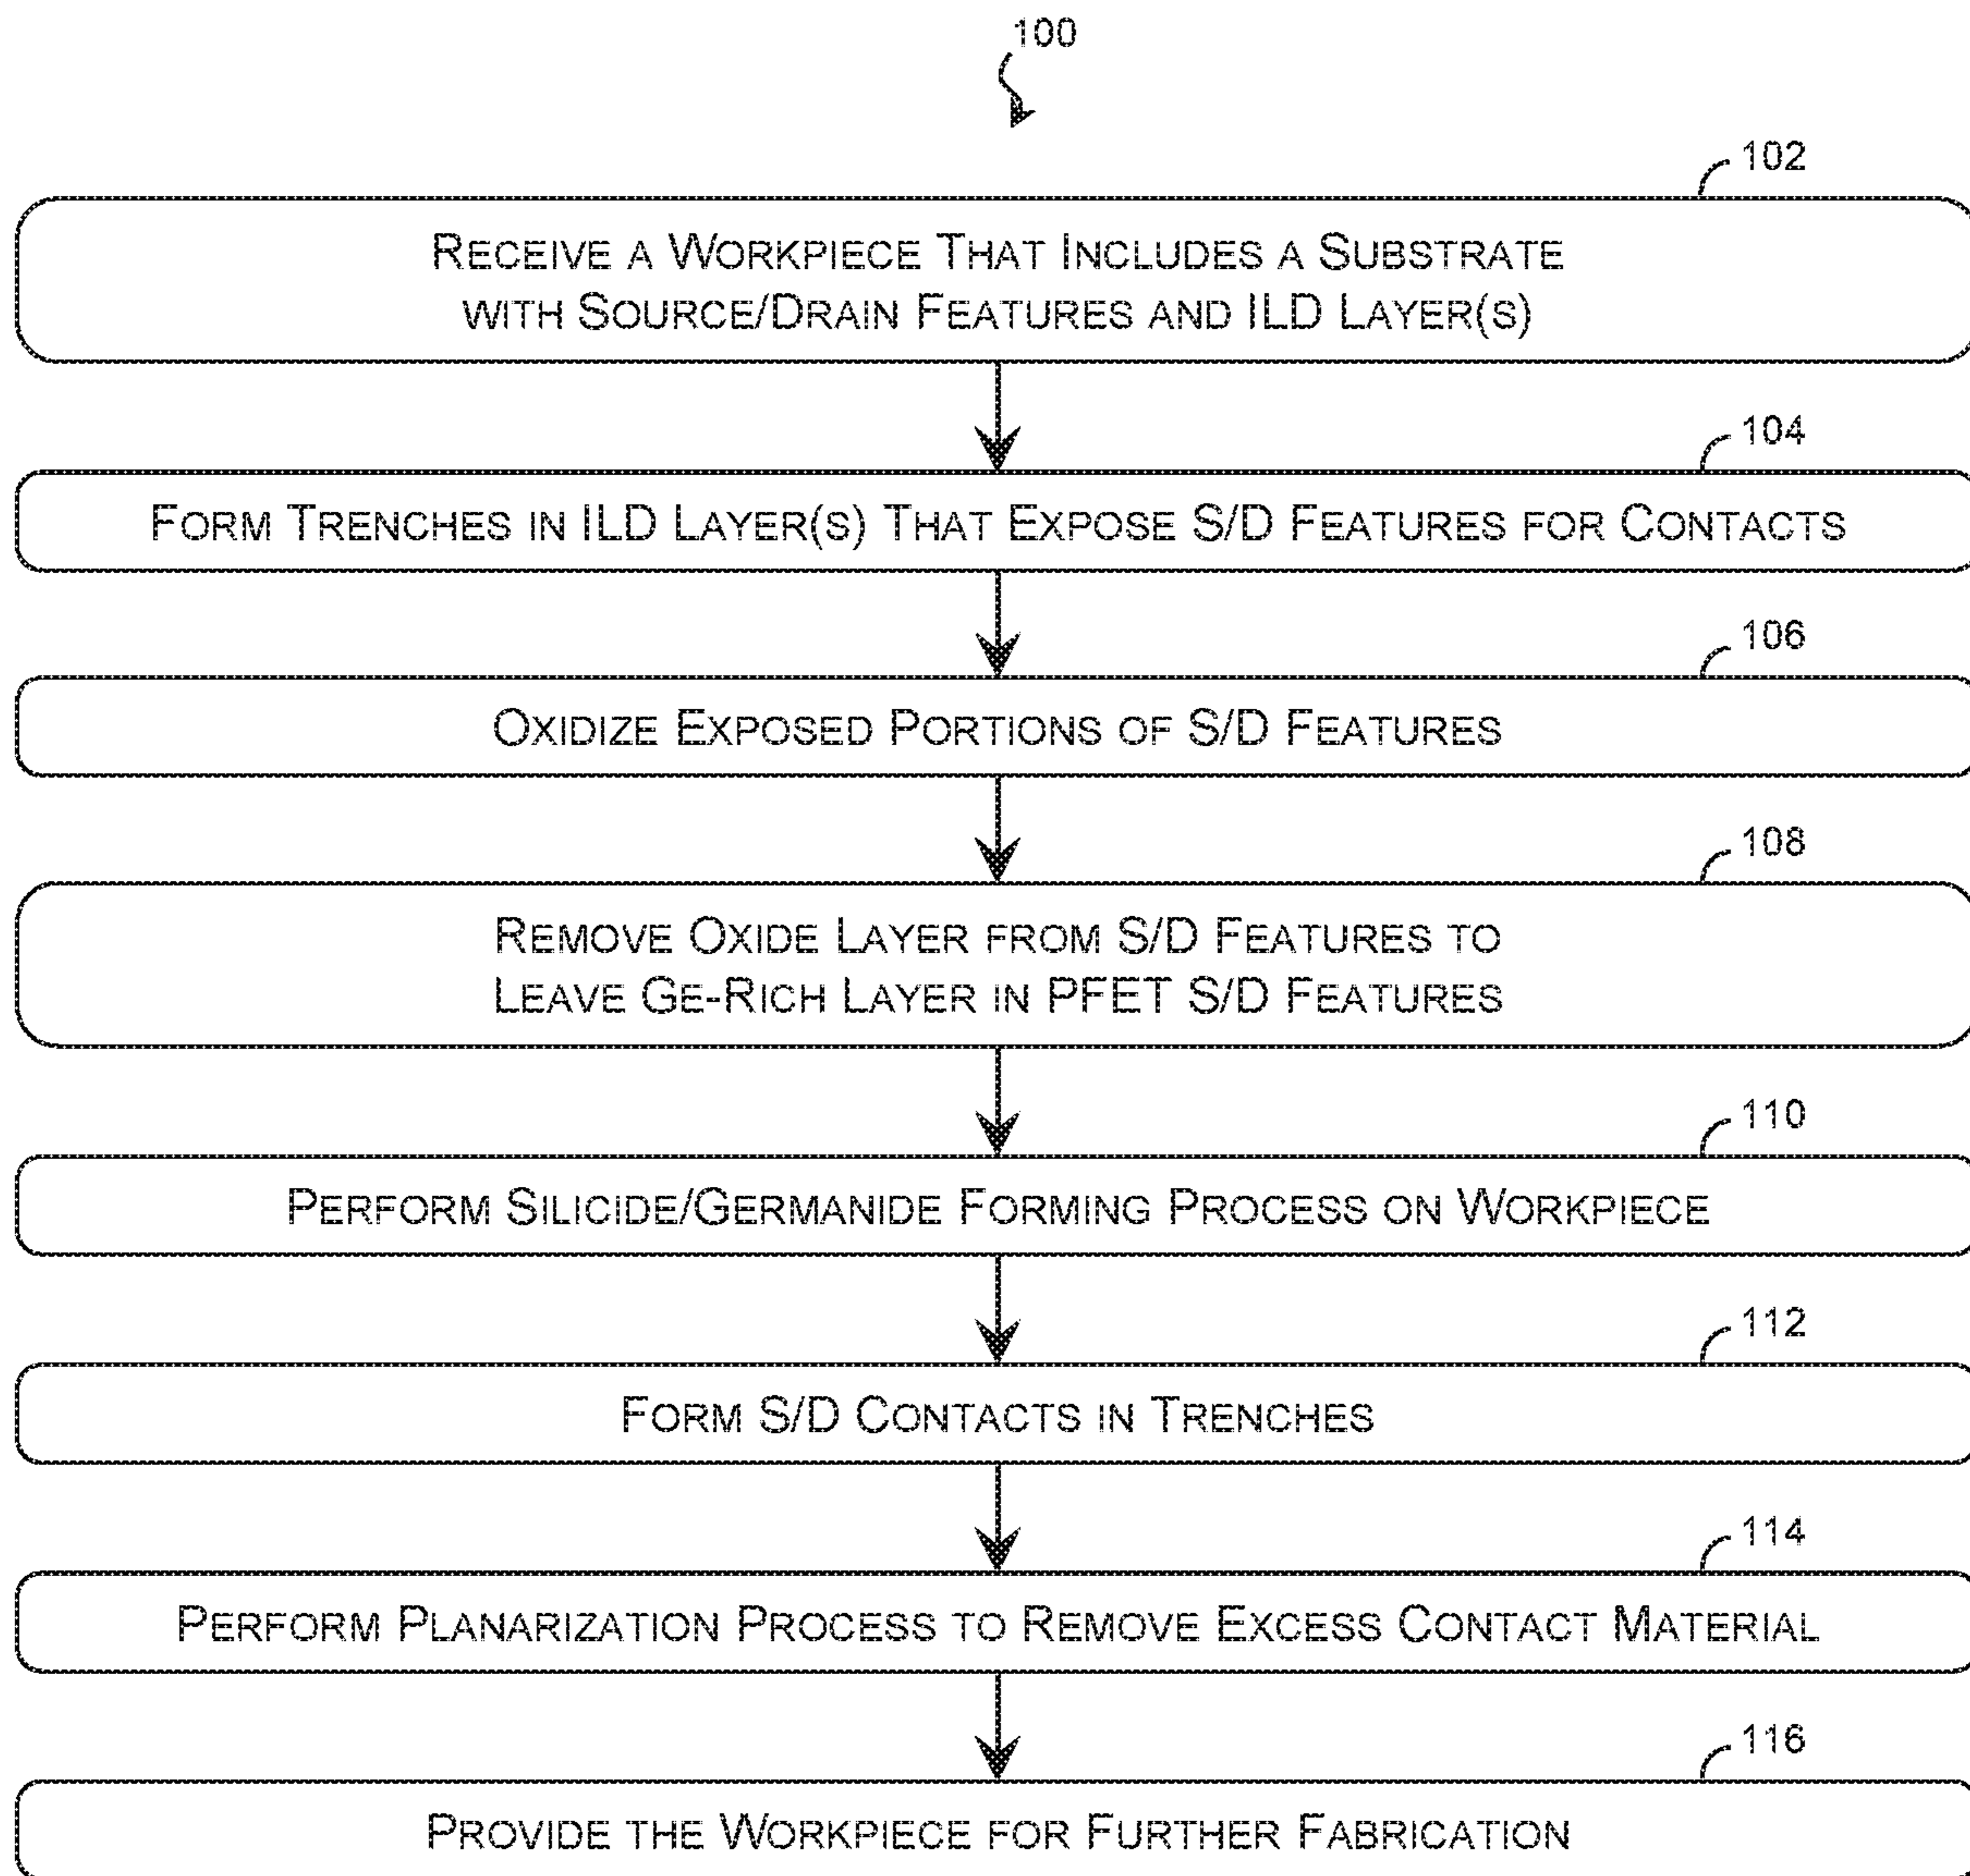 100
102
RECEIVE A WORKPIECE THAT INCLUDES A SUBSTRATE
WITH SOURCE/DRAIN FEATURES AND ILD LAYER(S)
104
FORM TRENCHES IN ILD LAYER(S) THAT EXPOSE S/D FEATURES FOR CONTACTS
106
OXIDIZE EXPOSED PORTIONS OF S/D FEATURES
108
REMOVE OXIDE LAYER FROM S/D FEATURES TO
LEAVE GE-RICH LAYER IN PFET S/D FEATURES
110
PERFORM SILICIDE/GERMANIDE FORMING PROCESS ON WORKPIECE
112
FORM S/D CONTACTS IN TRENCHES
114
PERFORM PLANARIZATION PROCESS TO REMOVE EXCESS CONTACT MATERIAL
116
PROVIDE THE WORKPIECE FOR FURTHER FABRICATION